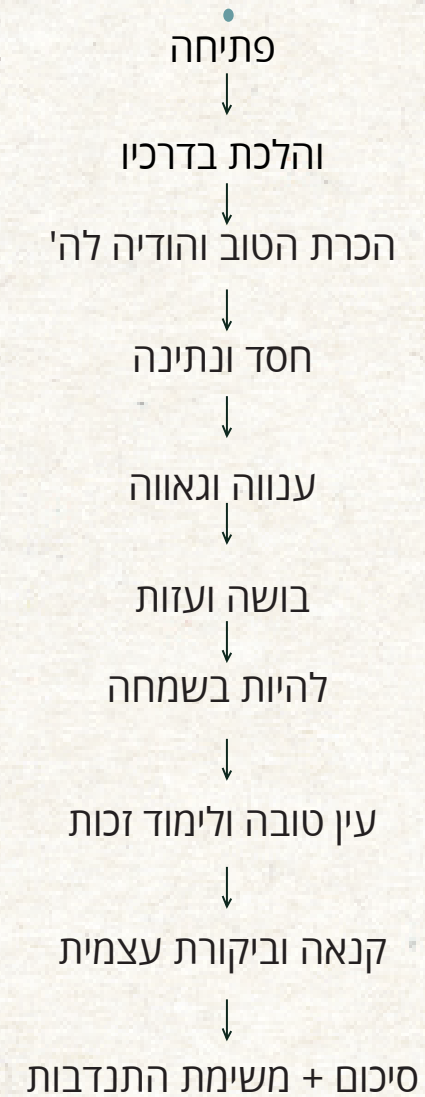 פתיחה
והלכת בדרכיו
הכרת הטוב והודיה לה'
חסד ונתינה
ענווה וגאווה
בושה ועזות
להיות בשמחה
עין טובה ולימוד זכות
קנאה וביקורת עצמית
סיכום + משימת התנדבות